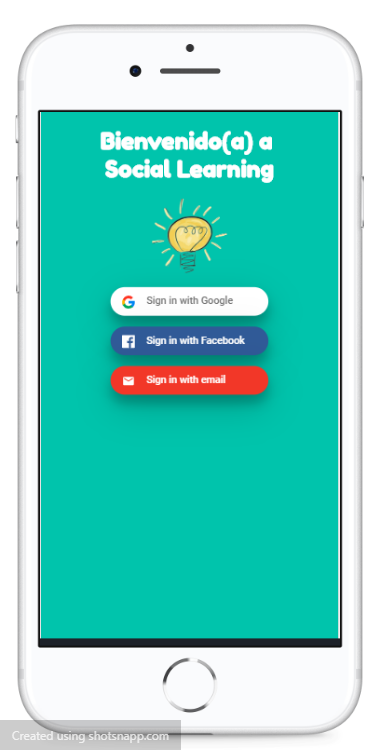 Bienvenido(a) a
Social Learning
Sign in with Google
Sign in with Facebook
Sign in with email
Created using shotsnapp.com